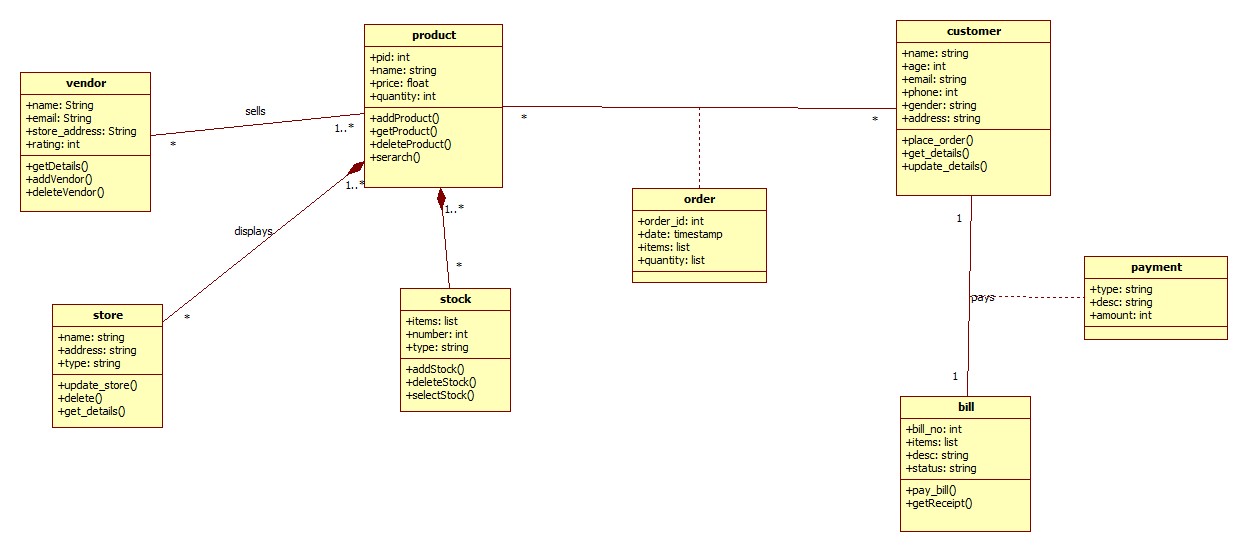 vendor
+name: String
+email: String
+store_address: String
+rating: int
+getDetails()
+addVendor()
+deleteVendor()
sells
*
1..*
product
+pid: int
+name: string
+price: float
+quantity: int
+addProduct()
+getProduct()
+deleteProduct()
+serarch()
*
*
customer
+name: string
+age: int
+email: string
+phone: int
+gender: string
+address: string
+place_order()
+get_details()
+update_details()
order
+order_id: int
+date: timestamp
+items: list
+quantity: list
1..*
displays
*
store
+name: string
+address: string
+type: string
+update_store()
+delete()
+get_details()
1..*
*
stock
+items: list
+number: int
+type: string
+addStock()
+deleteStock()
+selectStock()
1
pays
1
payment
+type: string
+desc: string
+amount: int
bill
+bill_no: int
+items: list
+desc: string
+status: string
+pay_bill()
+getReceipt()